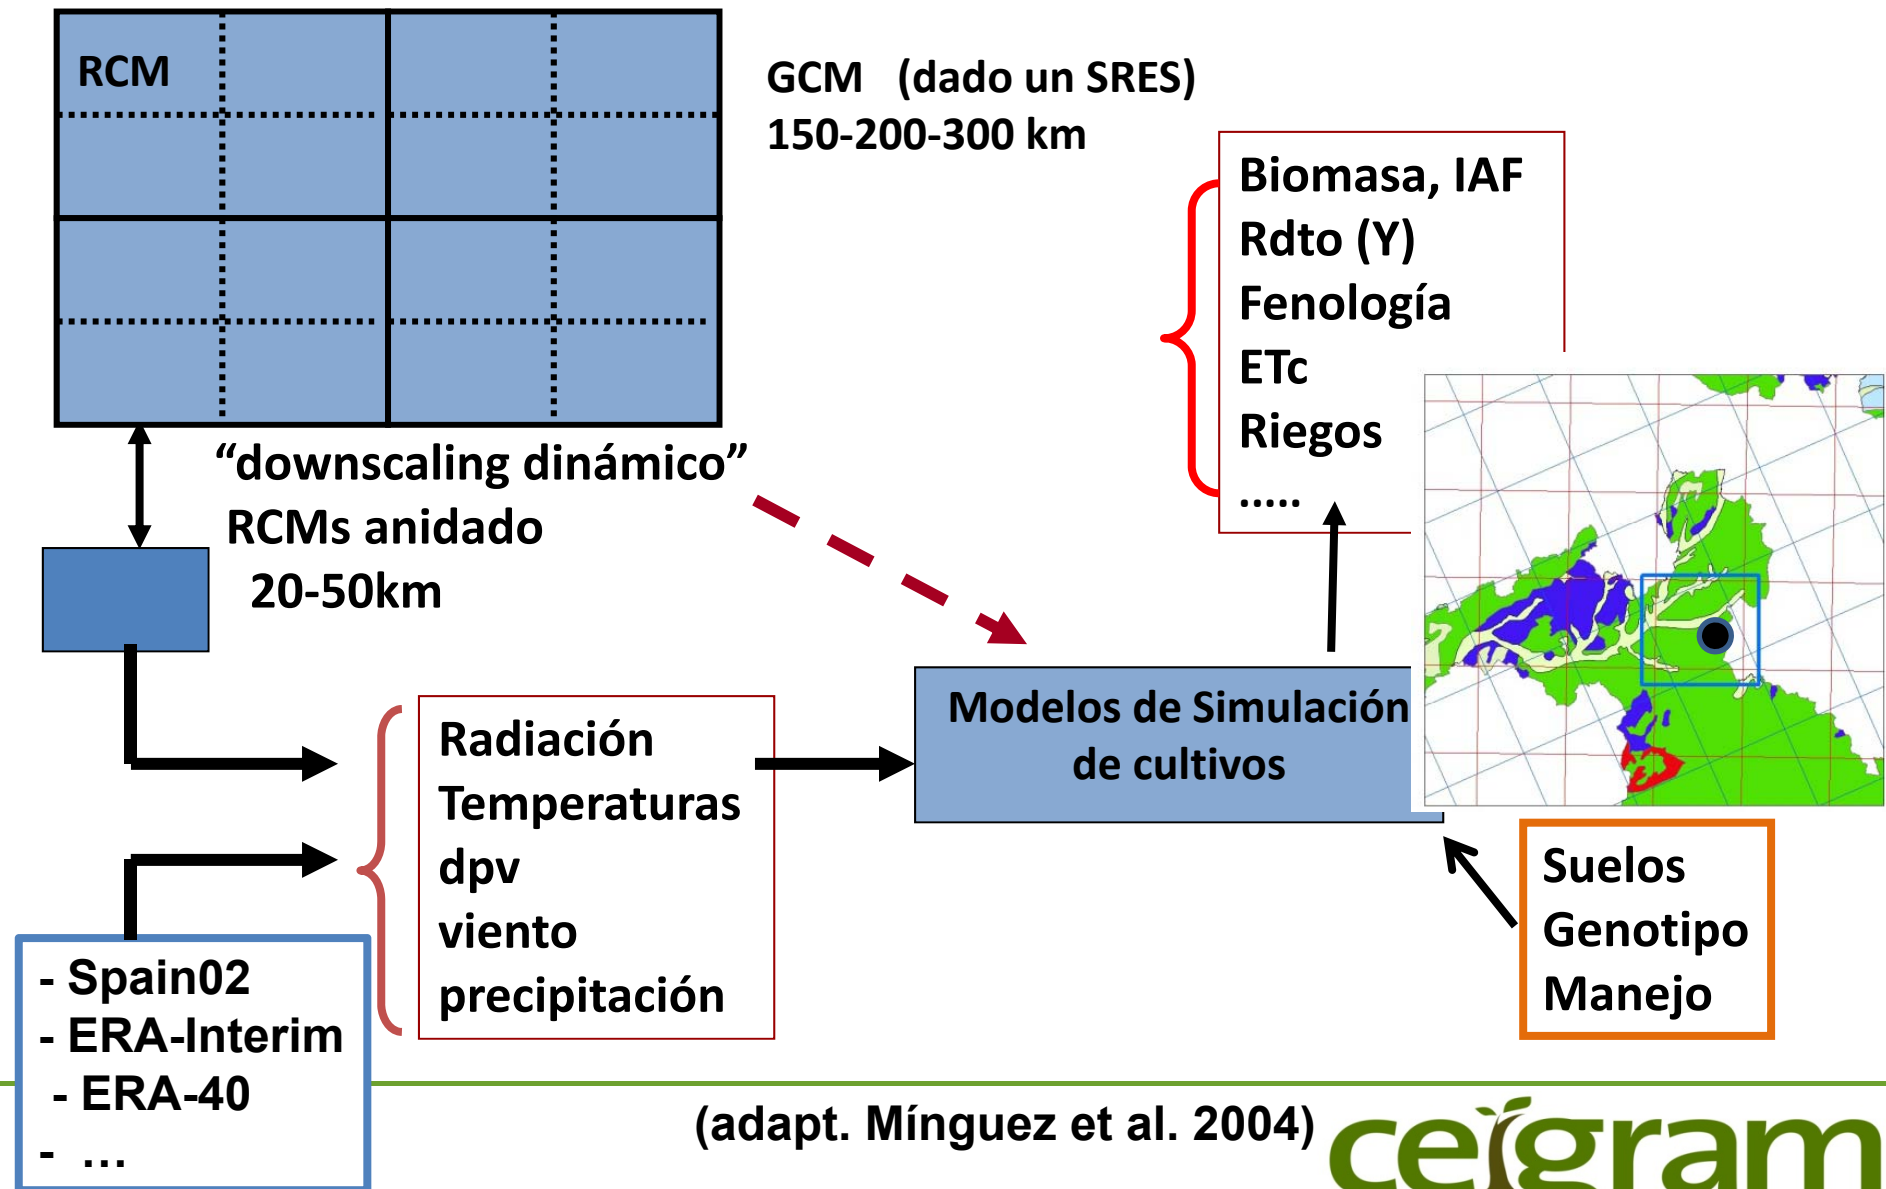 RCM
GCM (dado un SRES)
150-200-300 km
Biomasa, IAF
Rdto (Y)
Fenología
ETc
Riegos
.....
“downscaling dinámico”
RCMs anidado
20-50km
Modelos de Simulación
de cultivos
Radiación
Temperaturas
dpv
viento
precipitación
Suelos
Genotipo
Manejo
- Spain02
- ERA-Interim
- ERA-40
- ...
(adapt. Mínguez et al. 2004)
ceigram